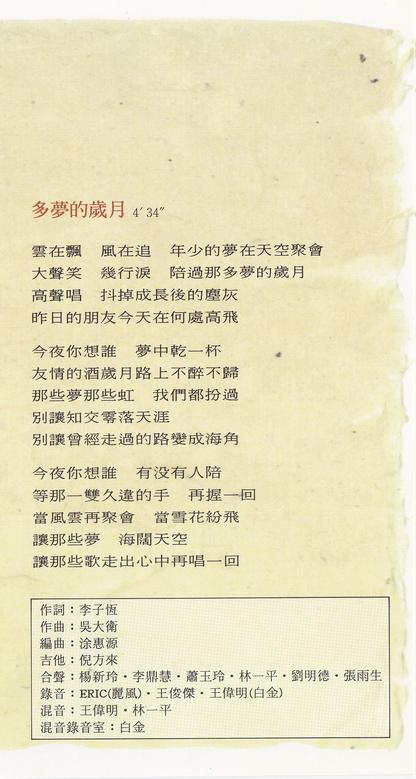 多夢的歲月 4′34″
雲在飄　風在追　年少的夢在天空聚會
大聲笑　幾行淚　陪過那多夢的歲月
高聲唱　抖掉成長後的塵灰
昨日的朋友今天在何處高飛
今夜你想誰　夢中乾一杯
友情的酒歲月路上不醉不歸
那些夢那些虹　我們都扮過
別讓知交零落天涯
別讓曾經走過的路變成海角
今夜你想誰　有没有人陪
等那一雙久違的手　再握一回
當風雲再聚會　當雪花紛飛
讓那些夢　海闊天空
讓那些歌走出心中再唱一回
作詞：李子恆
作曲：吳大衛
編曲：涂惠源
吉他：倪方來
合聲：楊新玲・李鼎慧・蕭玉玲・林一平・劉明德・張雨生
錄音：ERIC(麗風)・王俊傑・王偉明(白金)
混音：王偉明・林一平
混音錄音室：白金